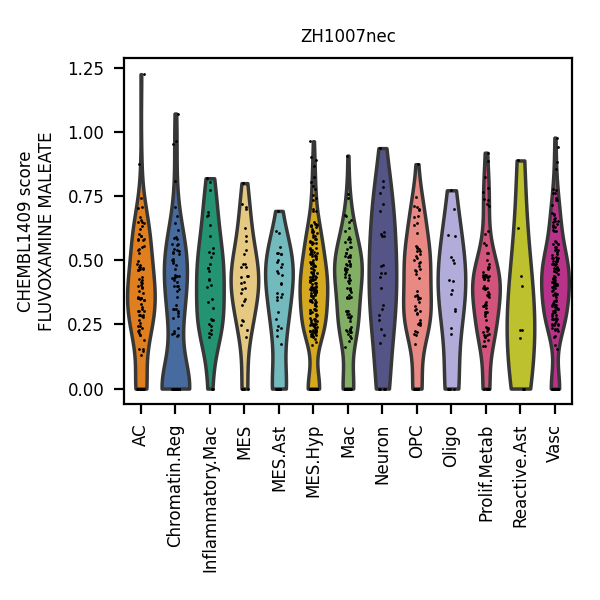 ZH1007nec
CHEMBL1409 score
FLUVOXAMINE MALEATE
1.25
1.00
0.75
0.50
0.25
0.00
AC
Chromatin.Reg
Inflammatory.Mac
MES
MES.Ast
MES.Hyp
Mac
Neuron
OPC
Oligo
Prolif.Metab
Reactive.Ast
Vasc